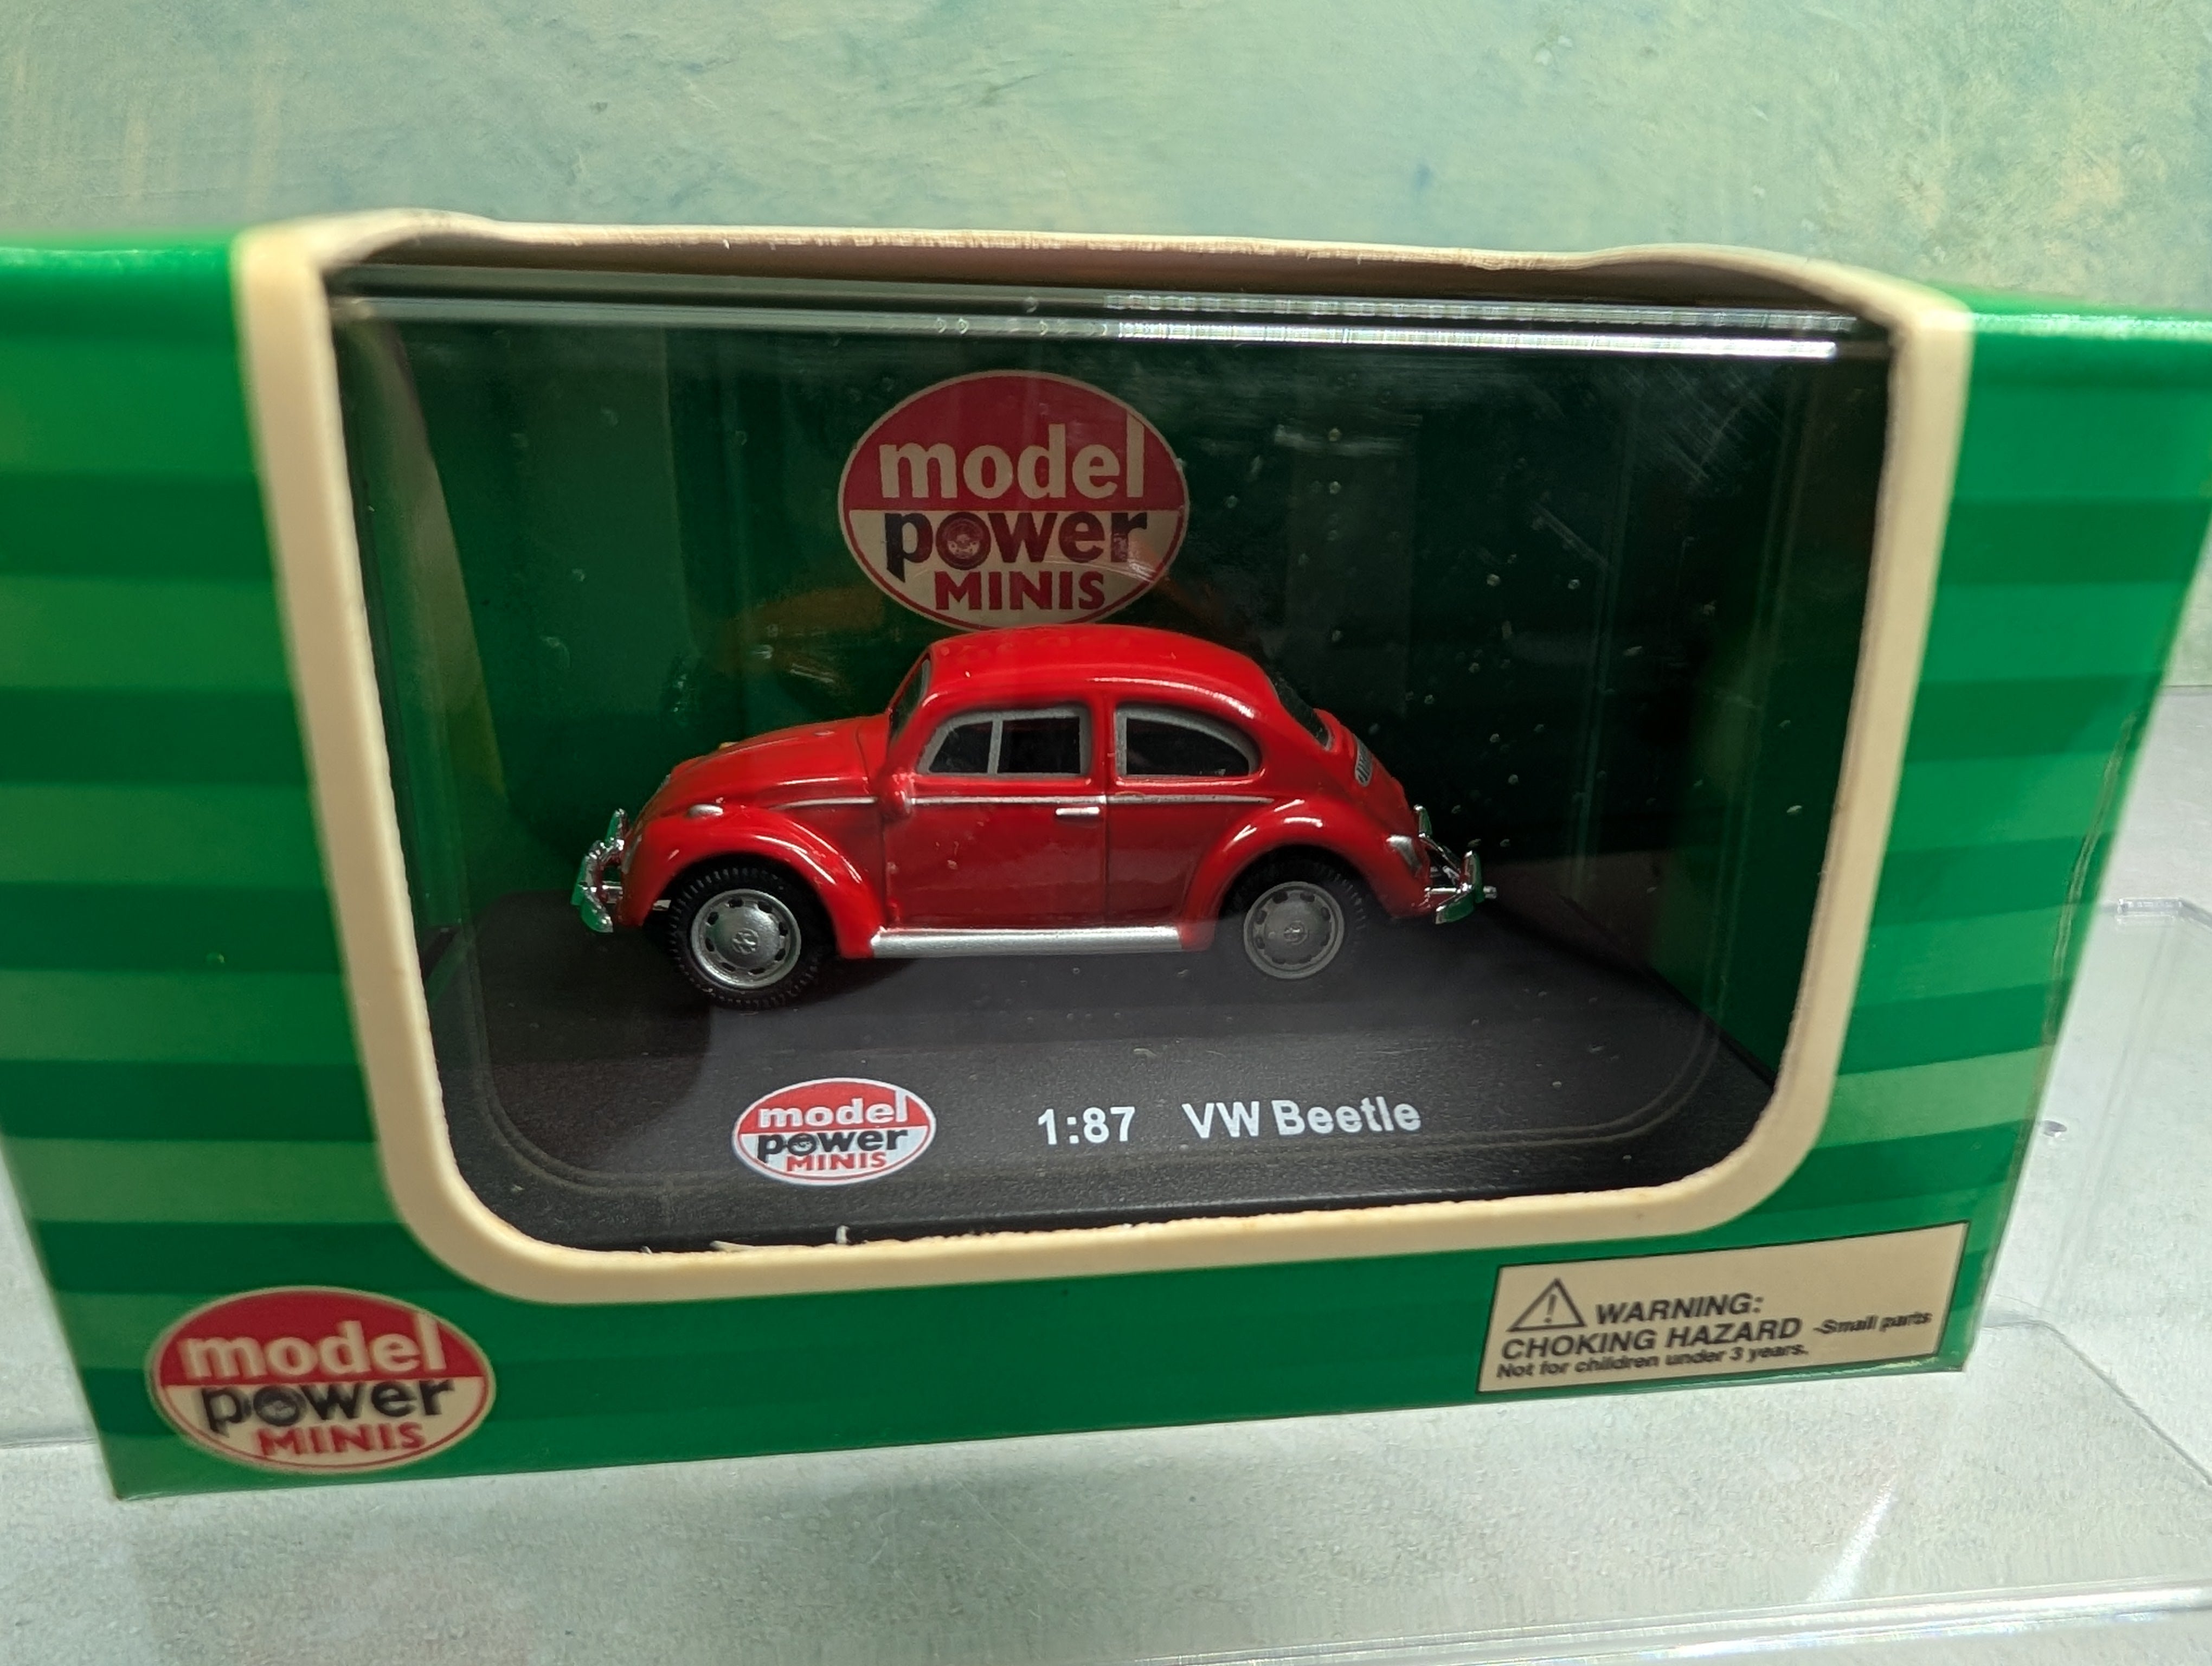 model
power
MINIS
model
power
MINIS
1:87 VW Beetle
model
power
MINIS
WARNING:
CHOKING HAZARD -Small parts
Not for children under 3 years.